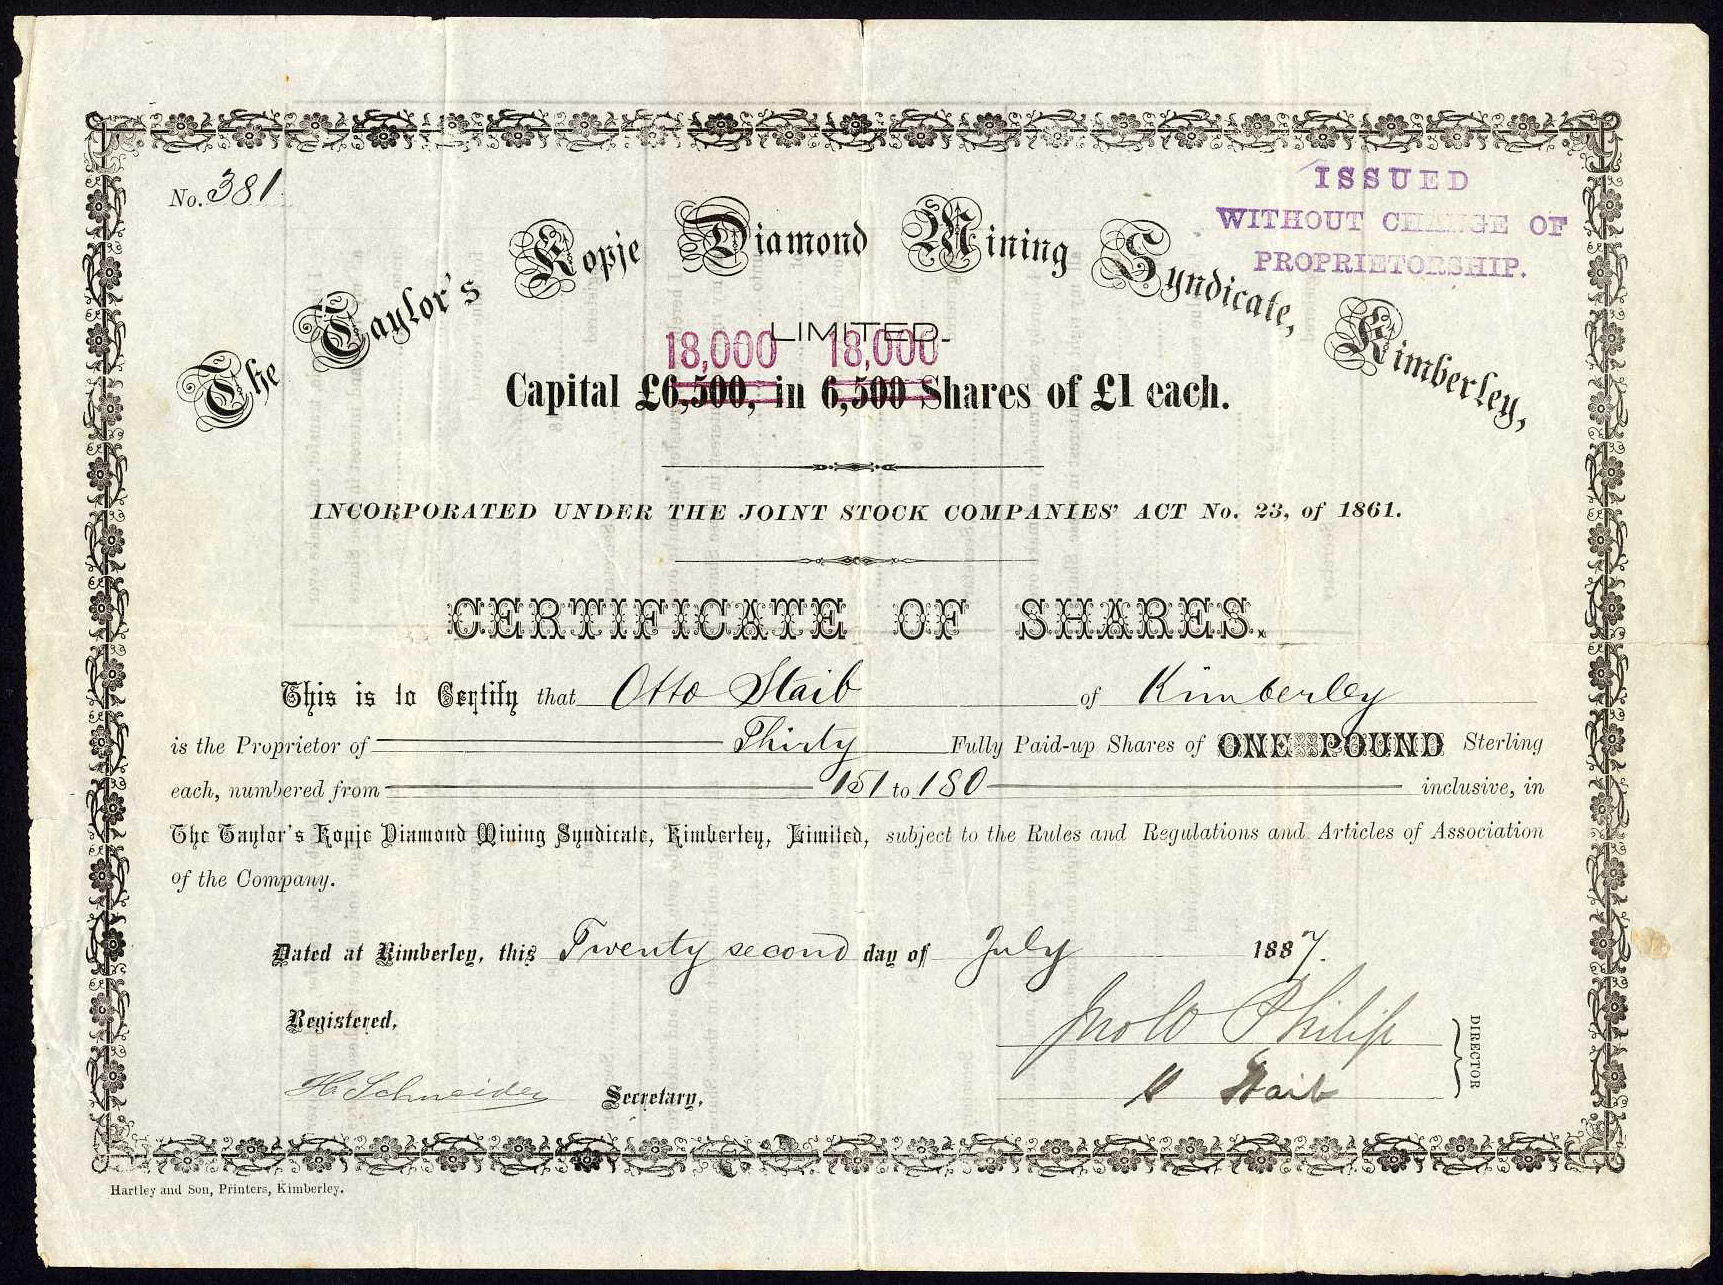 No. 381
ISSUED
WITHOUT CHANGE OF
PROPRIETORSHIP.
The Taylor's Kopje Diamond Mining Syndicate, Kimberley,
LIMITED.
18,000 18,000
Capital £6,500, in 6,500 Shares of £1 each.
INCORPORATED UNDER THE JOINT STOCK COMPANIES' ACT No. 23, of 1861.
CERTIFICATE OF SHARES.
This is to Certify that Otto Staib of Kimberley
is the Proprietor of Thirty Fully Paid-up Shares of ONE POUND Sterling
each, numbered from 151 to 180 inclusive, in
The Taylor's Kopje Diamond Mining Syndicate, Kimberley, Limited, subject to the Rules and Regulations and Articles of Association
of the Company.
Dated at Kimberley, this Twenty second day of July 1887.
Registered,
Jno W Philip
DIRECTOR
Staib
H. Schneider Secretary.
Hartley and Son, Printers, Kimberley.